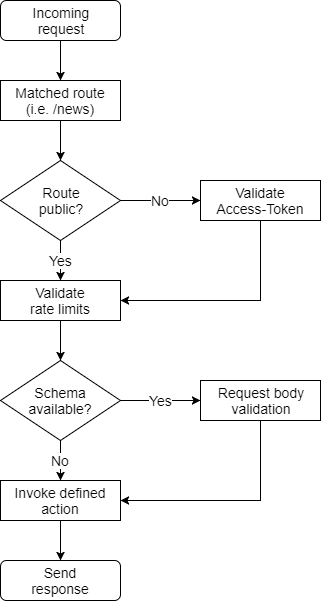 Incoming
request
Matched route
(i.e. /news)
Route
public?
No
Validate
Access-Token
Yes
Validate
rate limits
Schema
available?
Yes
Request body
validation
No
Invoke defined
action
Send
response